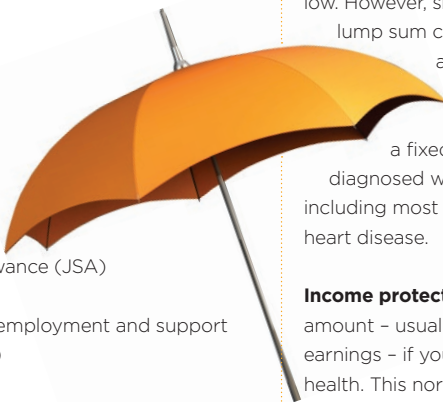 wance (JSA)
employment and support
)
low. However, s
lump sum c
a
a fixed
diagnosed w
including most
heart disease.
Income protect
amount – usual
earnings – if you
health. This nor